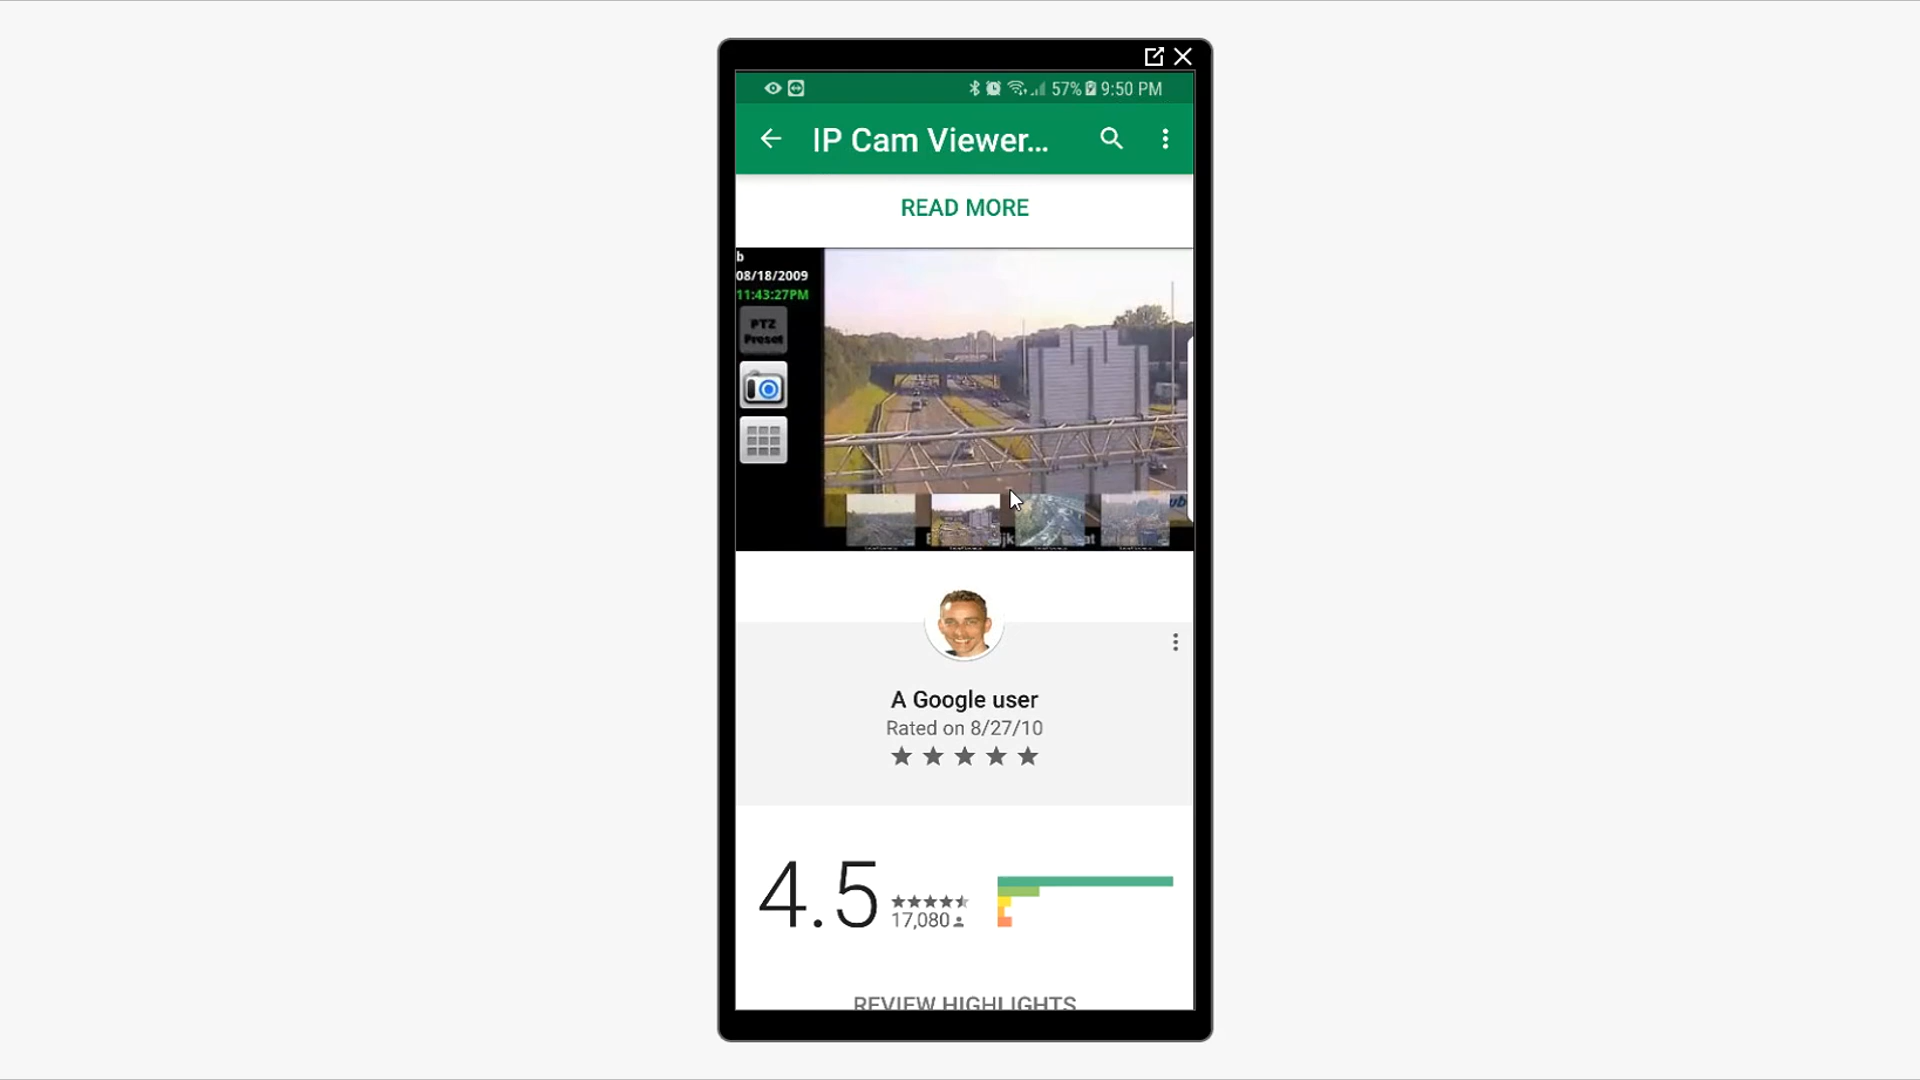 57% 9:50 PM
IP Cam Viewer...
READ MORE
b
08/18/2009
11:43:27PM
PTZ
Preset
A Google user
Rated on 8/27/10
4.5
17,080
REVIEW HIGHLIGHTS